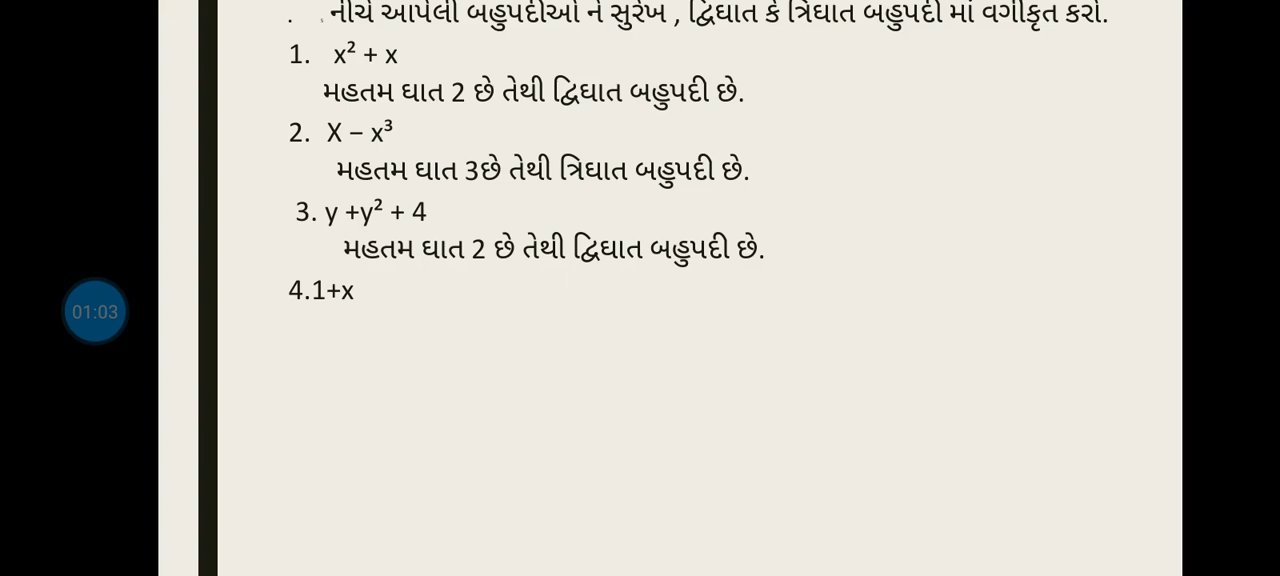 . નીચે આપેલી બહુપદીઓ ને સુરેખ , દ્વિઘાત કે ત્રિઘાત બહુપદી માં વર્ગીકૃત કરો.
1. x² + x
મહતમ ઘાત 2 છે તેથી દ્વિઘાત બહુપદી છે.
2. X – x³
મહતમ ઘાત 3છે તેથી ત્રિઘાત બહુપદી છે.
3. y +y² + 4
મહતમ ઘાત 2 છે તેથી દ્વિઘાત બહુપદી છે.
4.1+x
01:03